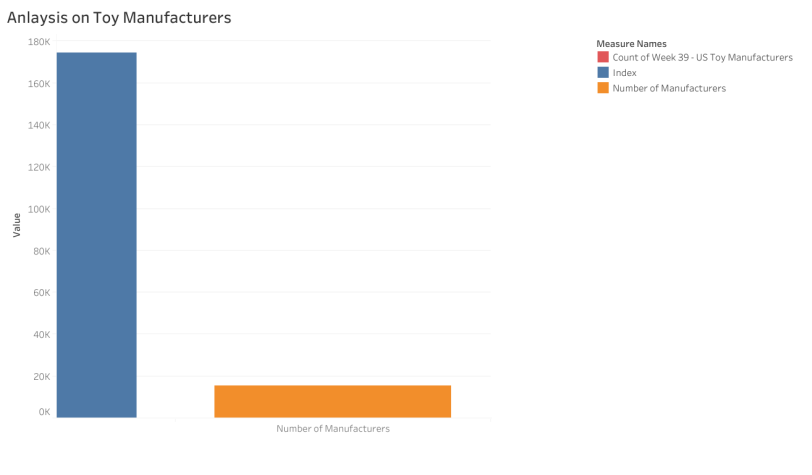 Anlaysis on Toy Manufacturers
180K
160K
140K
120K
100K
80K
60K
40K
20K
0K
Value
Number of Manufacturers
Measure Names
Count of Week 39 - US Toy Manufacturers
Index
Number of Manufacturers